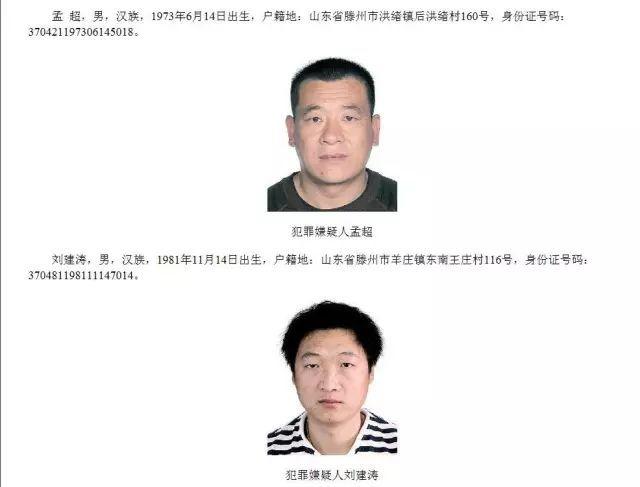 孟 超，男，汉族，1973年6月14日出生，户籍地：山东省滕州市洪绪镇后洪绪村160号，身份证号码：
370421197306145018。
犯罪嫌疑人孟超
刘建涛，男，汉族，1981年11月14日出生，户籍地：山东省滕州市羊庄镇东南王庄村116号，身份证号码：
370481198111147014。
犯罪嫌疑人刘建涛